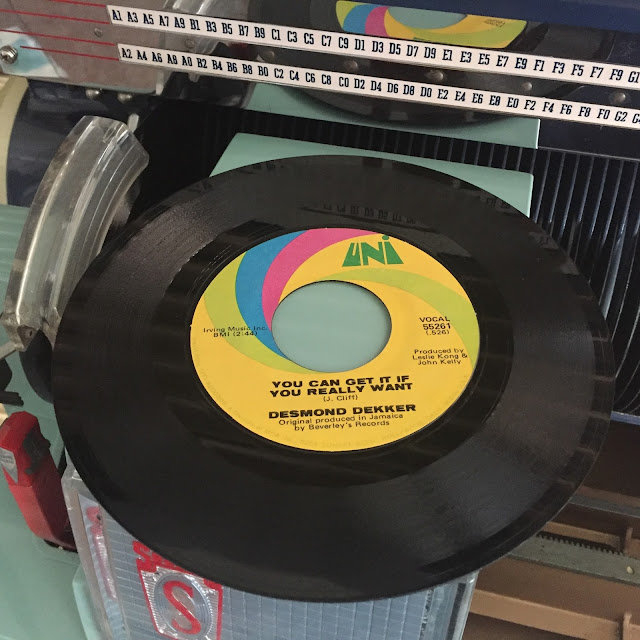 A1 A3 A5 A7 A9 B1 B3 B5 B7 B9 C1 C3 C5 C7 C9 D1 D3 D5 D7 D9 E1 E3 E5 E7 E9 F1 F3 F5 F7 F9 G1
A2 A4 A6 A8 A0 B2 B4 B6 B8 B0 C2 C4 C6 C8 C0 D2 D4 D6 D8 D0 E2 E4 E6 E8 E0 F2 F4 F6 F8 F0 G2
UNI
Irving Music Inc.
BMI (2:44)
VOCAL
55261
(.526)
Produced by
Leslie Kong &
John Kelly
YOU CAN GET IT IF
YOU REALLY WANT
(J. Cliff)
DESMOND DEKKER
Original produced in Jamaica
by Beverley's Records
S